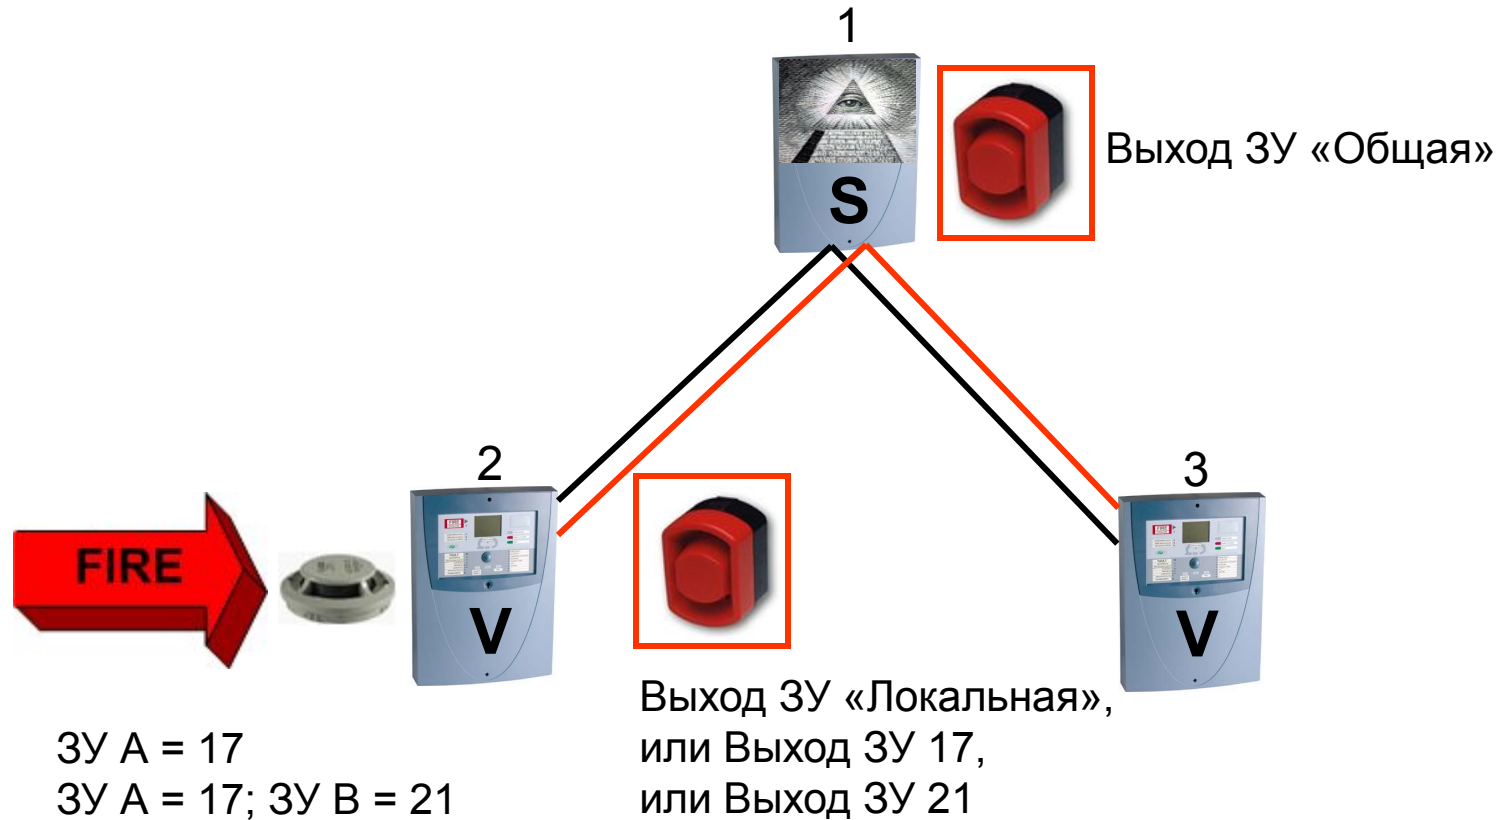 1
Выход ЗУ «Общая»
S
2
3
FIRE
V
V
Выход ЗУ «Локальная»,
или Выход ЗУ 17,
или Выход ЗУ 21
ЗУ А = 17
ЗУ А = 17; ЗУ В = 21